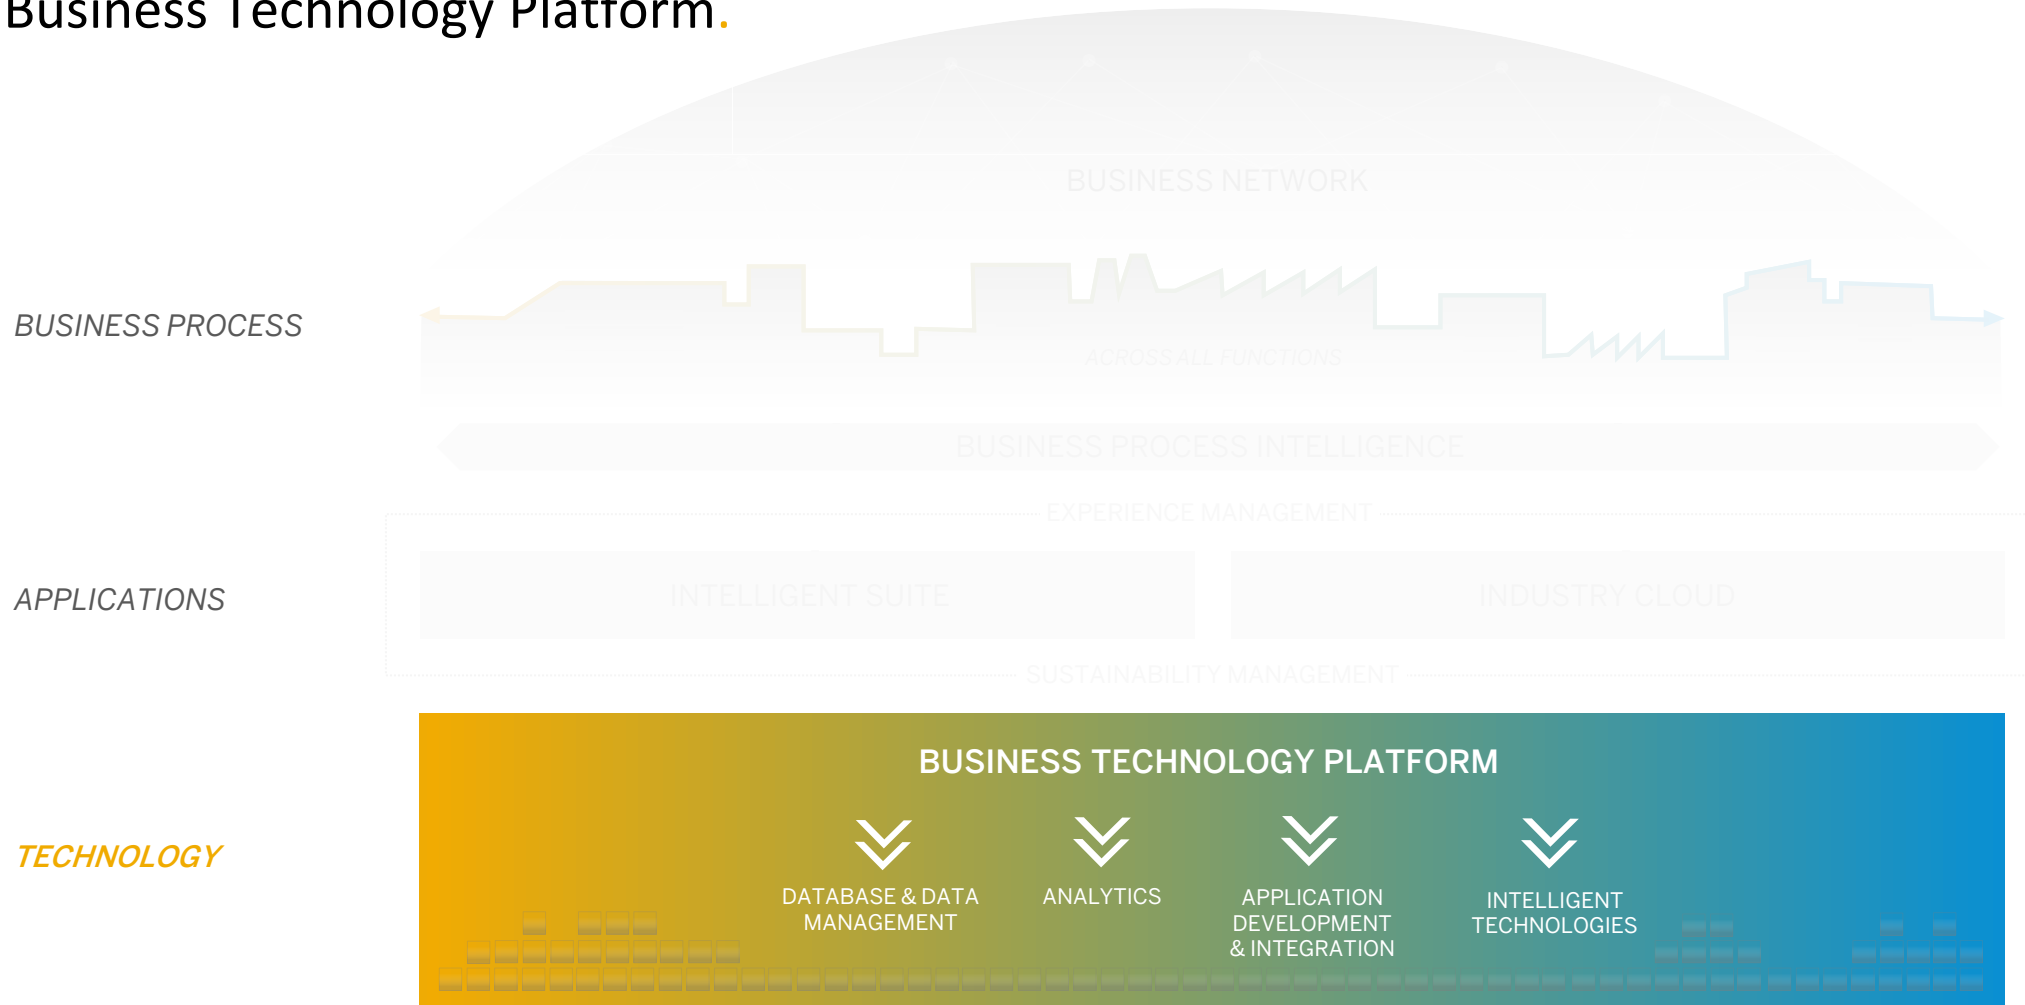 Business Technology Platform.
BUSINESS NETWORK
BUSINESS PROCESS
ACROSS ALL FUNCTIONS
BUSINESS PROCESS INTELLIGENCE
EXPERIENCE MANAGEMENT
APPLICATIONS
INTELLIGENT SUITE
INDUSTRY CLOUD
SUSTAINABILITY MANAGEMENT
BUSINESS TECHNOLOGY PLATFORM
TECHNOLOGY
DATABASE & DATA
MANAGEMENT
ANALYTICS
APPLICATION
DEVELOPMENT
& INTEGRATION
INTELLIGENT
TECHNOLOGIES